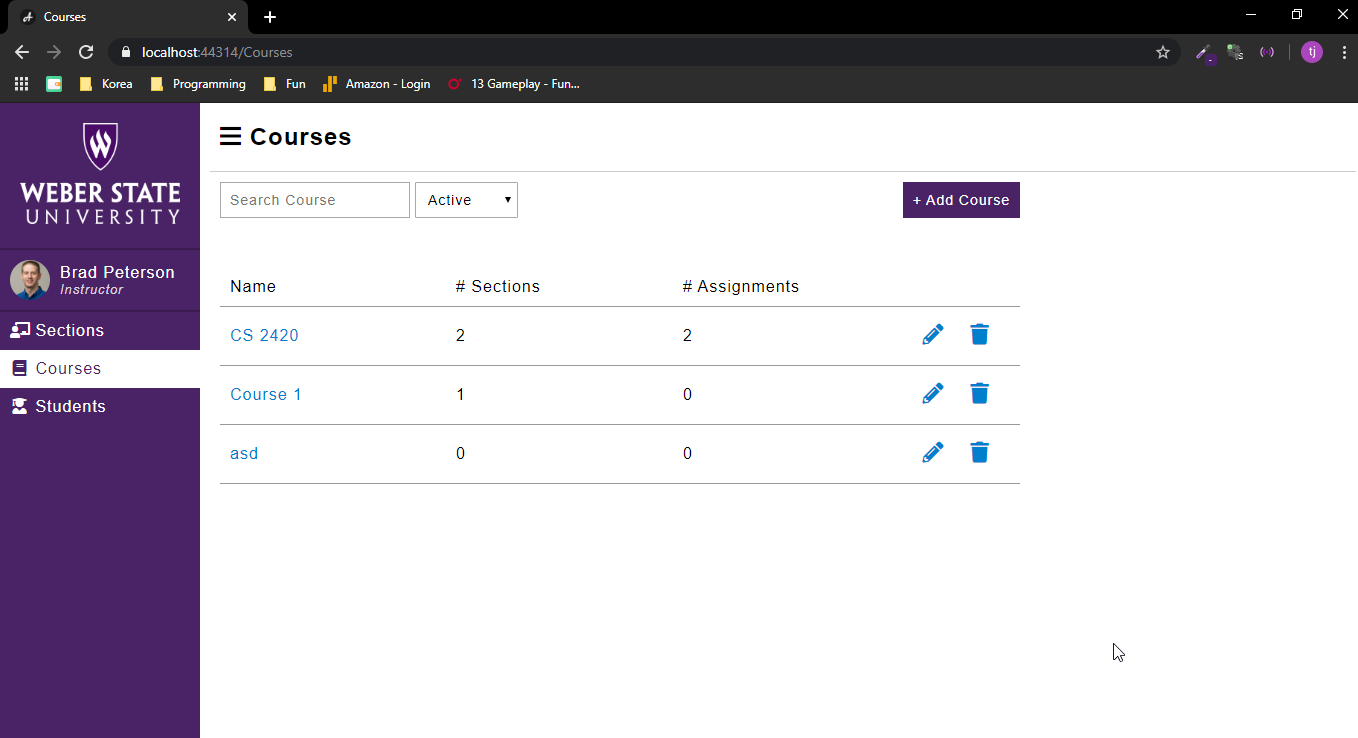 Courses
localhost:44314/Courses
tj
Korea
Programming
Fun
Amazon - Login
13 Gameplay - Fun...
WEBER STATE
UNIVERSITY
Brad Peterson
Instructor
Sections
Courses
Students
Courses
Search Course
Active
+ Add Course
Name # Sections # Assignments
CS 2420 2 2
Course 1 1 0
asd 0 0